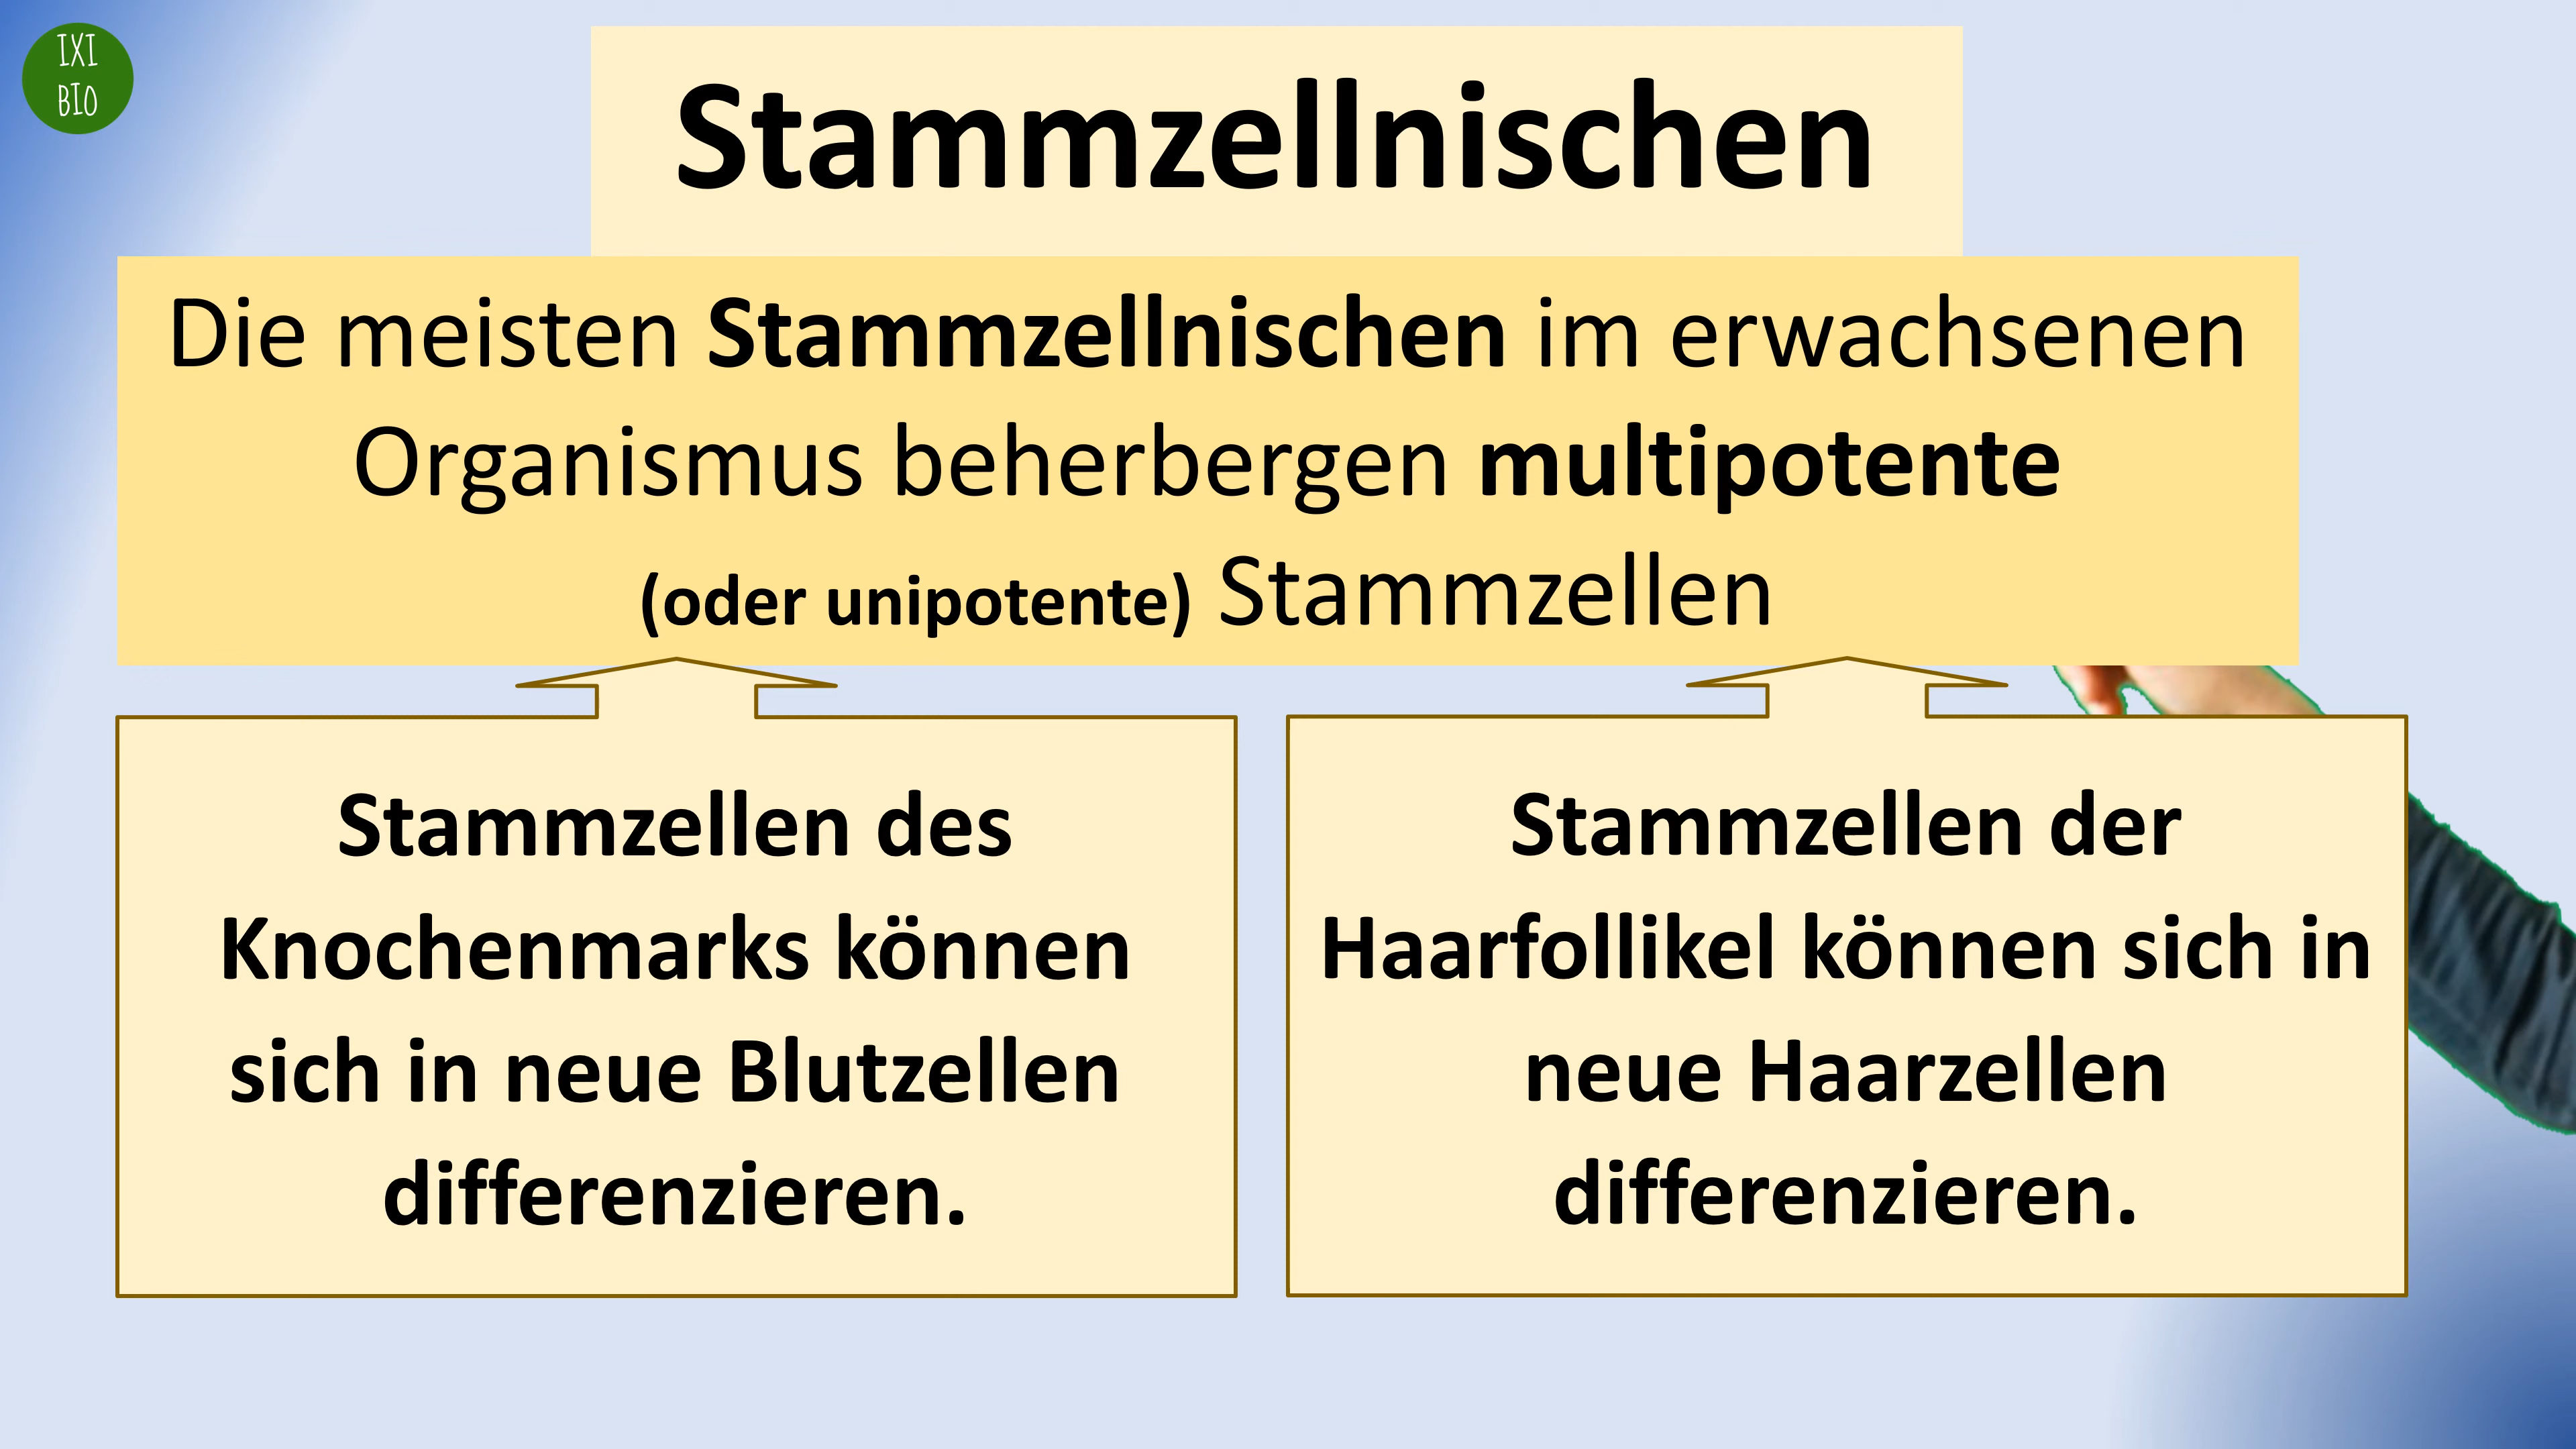 IXI
BIO
Stammzellnischen
Die meisten Stammzellnischen im erwachsenen
Organismus beherbergen multipotente
(oder unipotente) Stammzellen
Stammzellen des
Knochenmarks können
sich in neue Blutzellen
differenzieren.
Stammzellen der
Haarfollikel können sich in
neue Haarzellen
differenzieren.